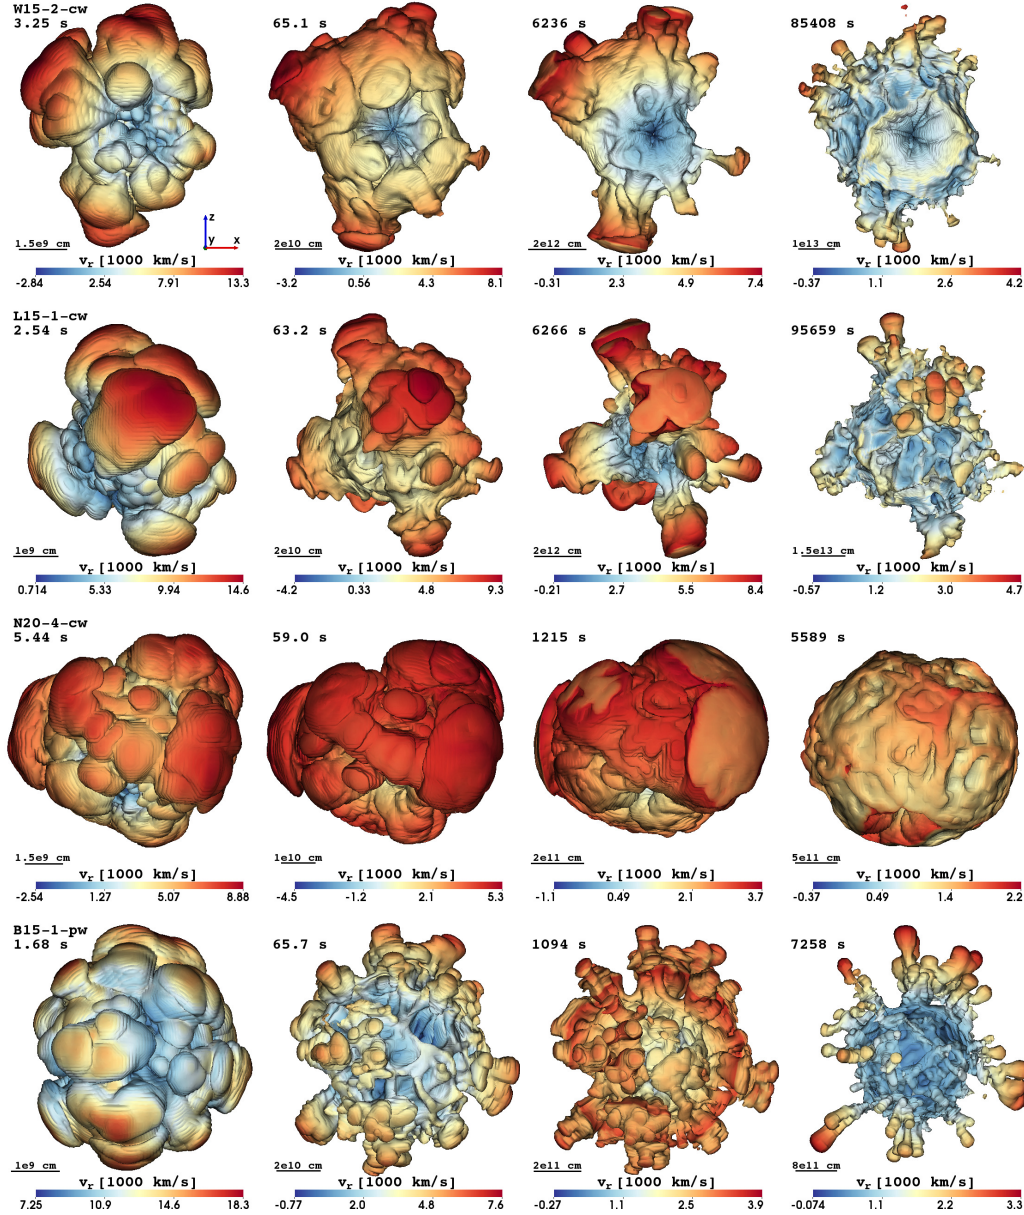 W15-2-cw
3.25 s 65.1 s 6236 s 85408 s
z
y x
1.5e9 cm 2e10 cm 2e12 cm 1e13 cm
vr [1000 km/s] vr [1000 km/s] vr [1000 km/s] vr [1000 km/s]
-2.84 2.54 7.91 13.3 -3.2 0.56 4.3 8.1 -0.31 2.3 4.9 7.4 -0.37 1.1 2.6 4.2
L15-1-cw
2.54 s 63.2 s 6266 s 95659 s
1e9 cm 2e10 cm 2e12 cm 1.5e13 cm
vr [1000 km/s] vr [1000 km/s] vr [1000 km/s] vr [1000 km/s]
0.714 5.33 9.94 14.6 -4.2 0.33 4.8 9.3 -0.21 2.7 5.5 8.4 -0.57 1.2 3.0 4.7
N20-4-cw
5.44 s 59.0 s 1215 s 5589 s
1.5e9 cm 1e10 cm 2e11 cm 5e11 cm
vr [1000 km/s] vr [1000 km/s] vr [1000 km/s] vr [1000 km/s]
-2.54 1.27 5.07 8.88 -4.5 -1.2 2.1 5.3 -1.1 0.49 2.1 3.7 -0.37 0.49 1.4 2.2
B15-1-pw
1.68 s 65.7 s 1094 s 7258 s
1e9 cm 2e10 cm 2e11 cm 8e11 cm
vr [1000 km/s] vr [1000 km/s] vr [1000 km/s] vr [1000 km/s]
7.25 10.9 14.6 18.3 -0.77 2.0 4.8 7.6 -0.27 1.1 2.5 3.9 -0.074 1.1 2.2 3.3